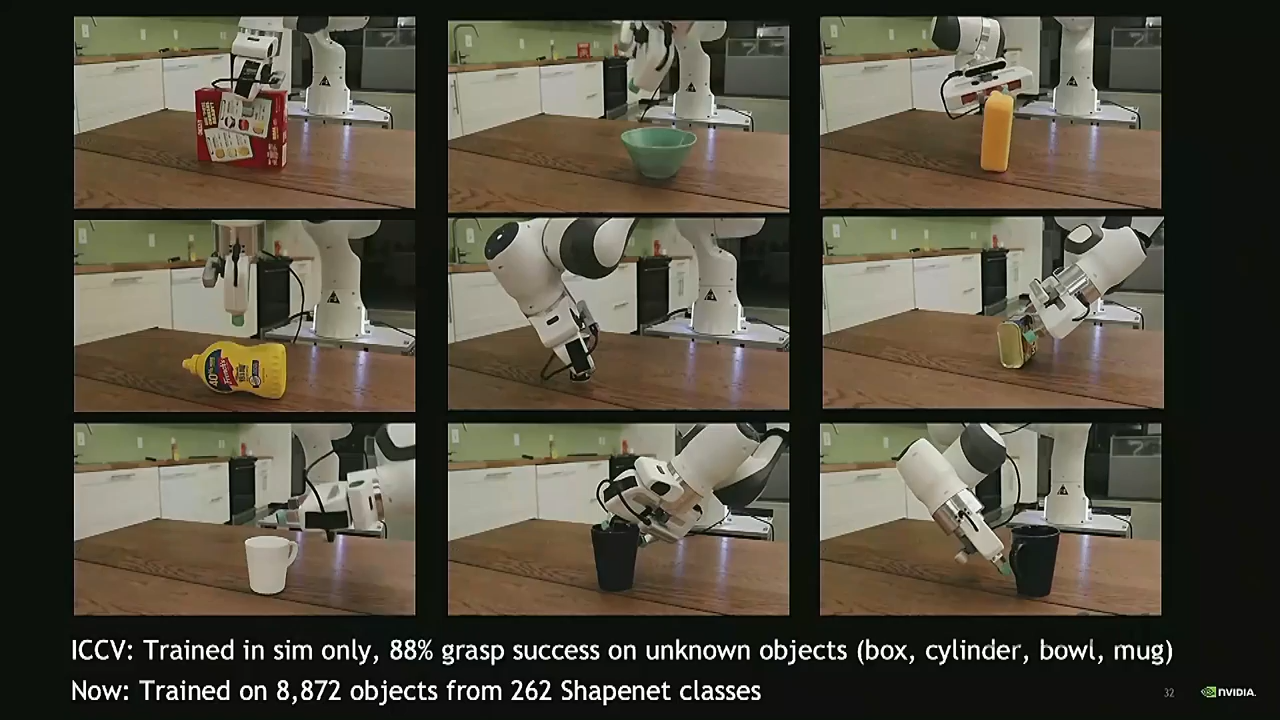 French's
ICCV: Trained in sim only, 88% grasp success on unknown objects (box, cylinder, bowl, mug)
Now: Trained on 8,872 objects from 262 Shapenet classes
32
NVIDIA.